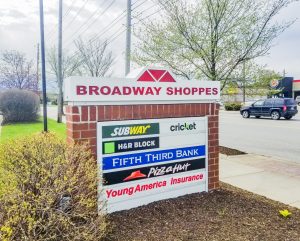 BROADWAY SHOPPES
SUBWAY
cricket
H&R BLOCK
FIFTH THIRD BANK
Pizza Hut
Young America insurance